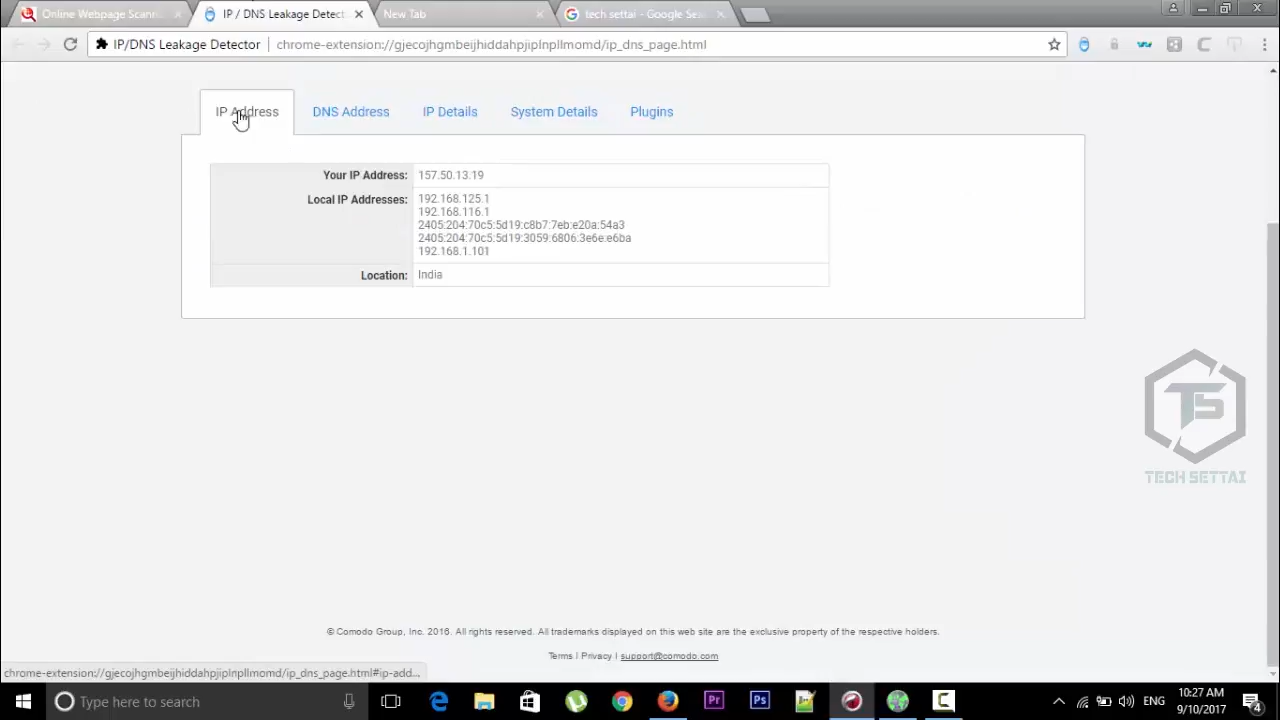 Online Webpage Scann
IP / DNS Leakage Detect
New Tab
tech settai - Google Sea
IP/DNS Leakage Detector
chrome-extension://gjecojhgmbeijhiddahpjiplnpllmomd/ip_dns_page.html
IP Address
DNS Address
IP Details
System Details
Plugins
Your IP Address:
157.50.13.19
Local IP Addresses:
192.168.125.1
192.168.116.1
2405:204:70c5:5d19:c8b7:7eb:e20a:54a3
2405:204:70c5:5d19:3059:6806:3e6e:e6ba
192.168.1.101
Location:
India
TS
TECH SETTAI
© Comodo Group, Inc. 2016. All rights reserved. All trademarks displayed on this web site are the exclusive property of the respective holders.
Terms | Privacy | support@comodo.com
chrome-extension://gjecojhgmbeijhiddahpjiplnpllmomd/ip_dns_page.html#ip-add...
Type here to search
Pr
Ps
ENG
10:27 AM
9/10/2017
4